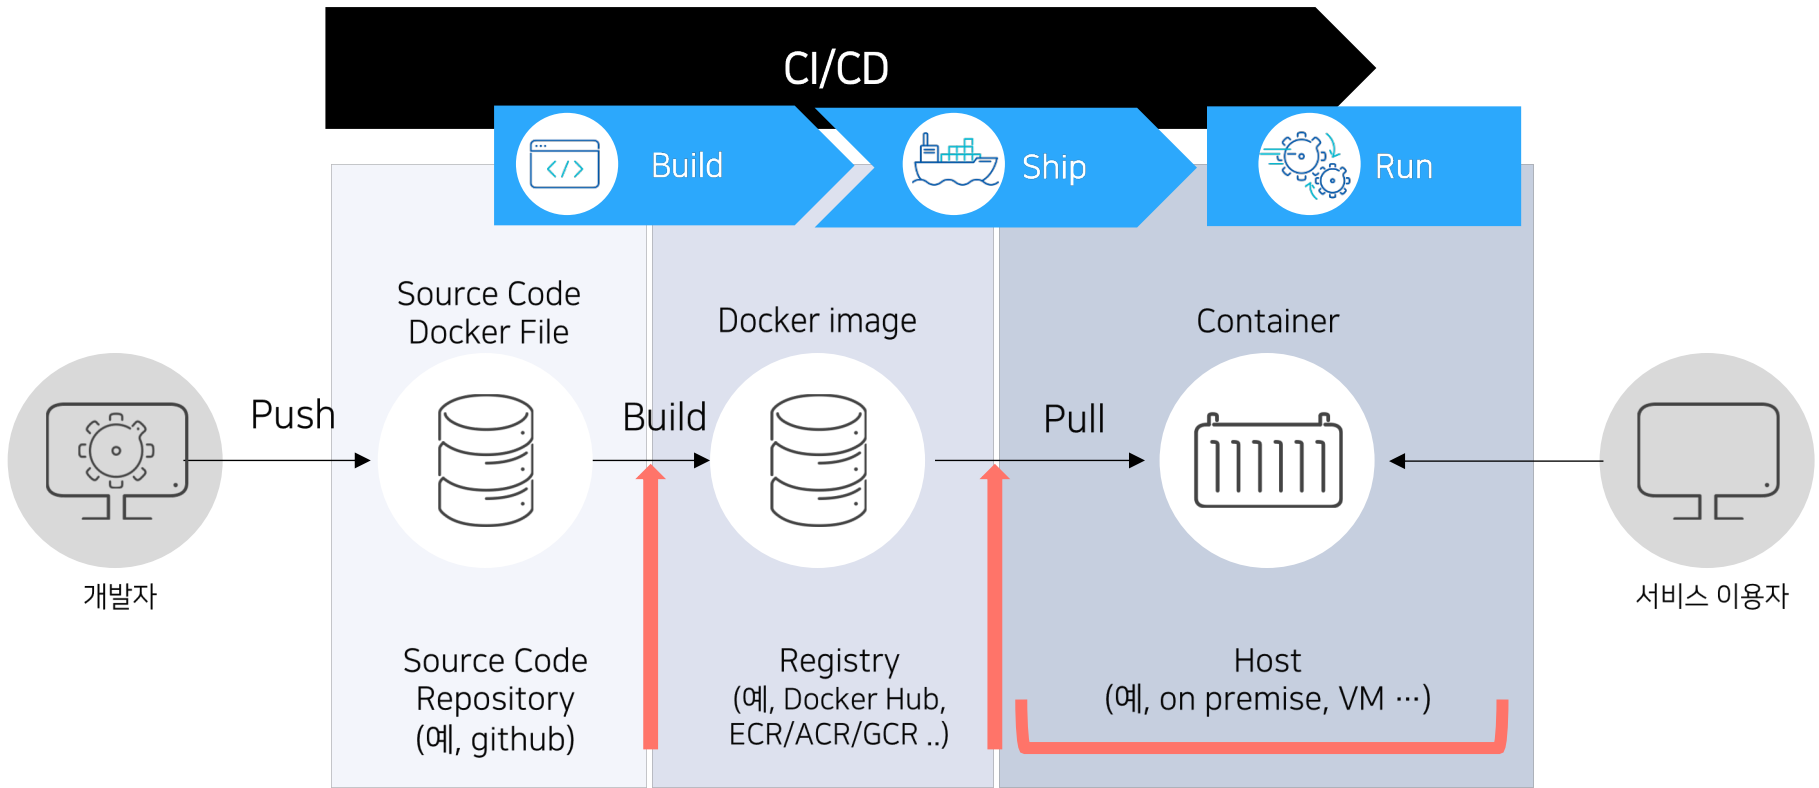 CI/CD
Build
Ship
Run
Source Code
Docker File
Docker image
Container
Push
Build
Pull
개발자
서비스 이용자
Source Code
Repository
(예, github)
Registry
(예, Docker Hub,
ECR/ACR/GCR ..)
Host
(예, on premise, VM ···)